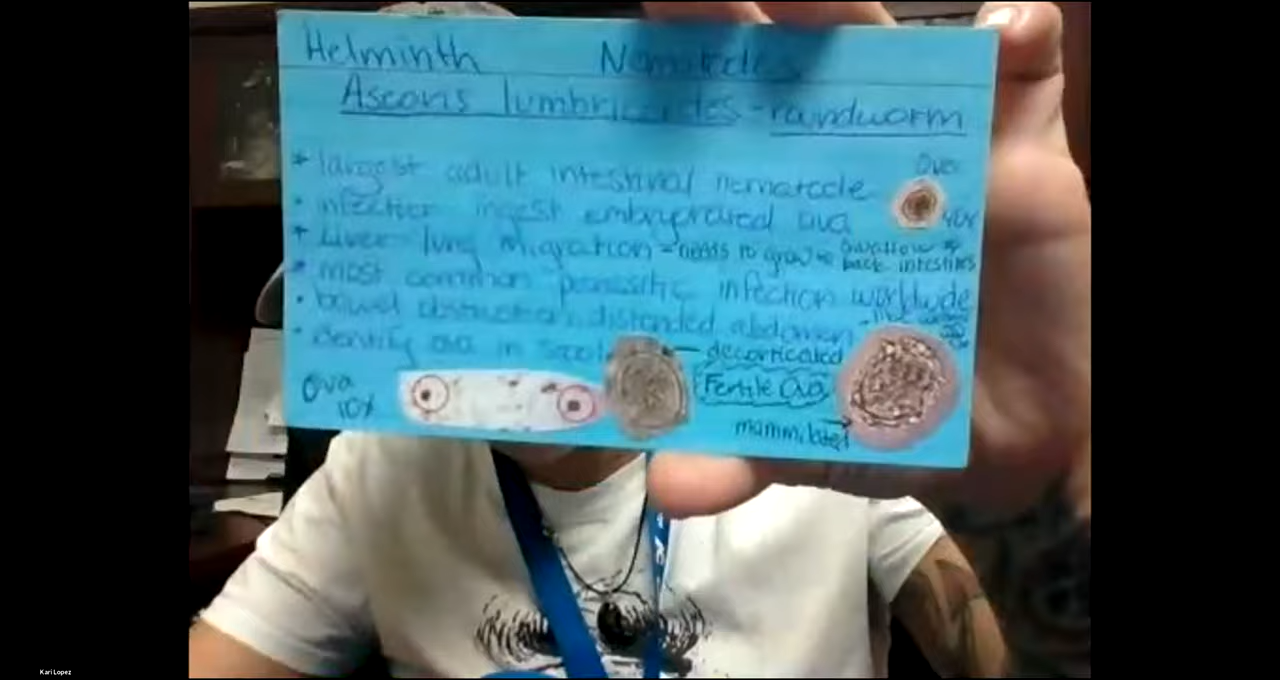 Helminth Nematodes
Ascaris lumbricoides - roundworm
* largest adult intestinal nematode
Ova
40x
• infection ingest embryonated ova
* Liver - lung migration = needs to grow → swallow &
back intestines
* most common parasitic infection worldwide
• bowel obstruction, distended abdomen
• identify ova in stool
decorticated
Fertile Ova
mammilated
Ova
10x
Kari Lopez